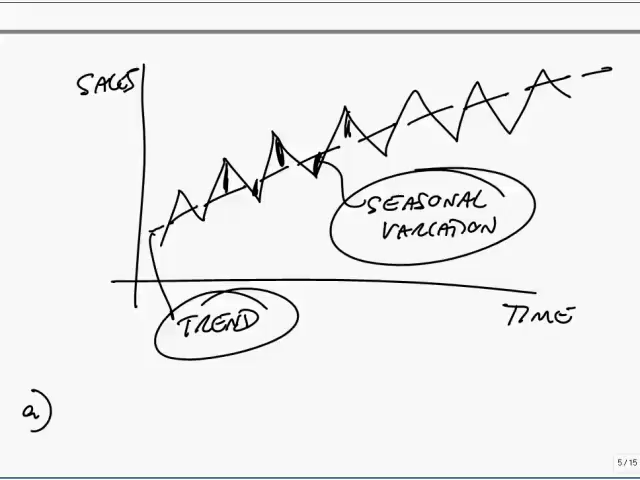 SALES
SEASONAL
VARIATION
TREND
TIME
a)
5 / 15